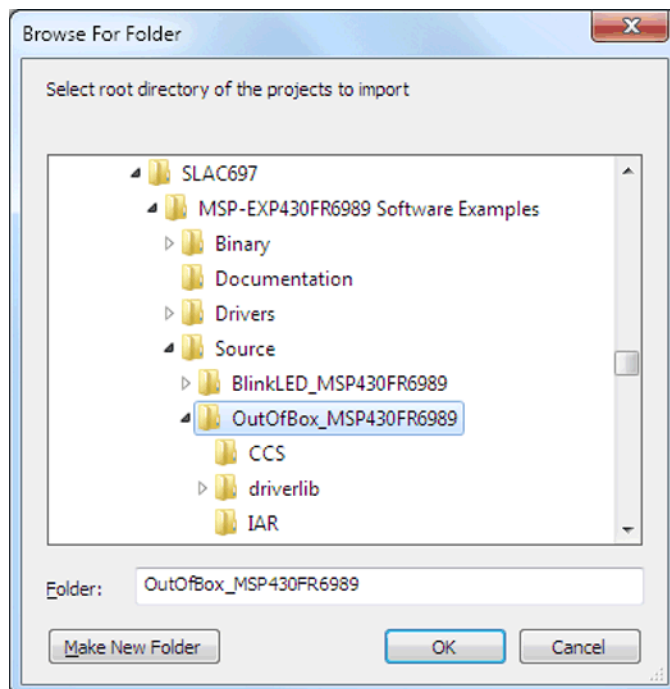 Browse For Folder
Select root directory of the projects to import
SLAC697
MSP-EXP430FR6989 Software Examples
Binary
Documentation
Drivers
Source
BlinkLED_MSP430FR6989
OutOfBox_MSP430FR6989
CCS
driverlib
IAR
Folder: OutOfBox_MSP430FR6989
Make New Folder OK Cancel